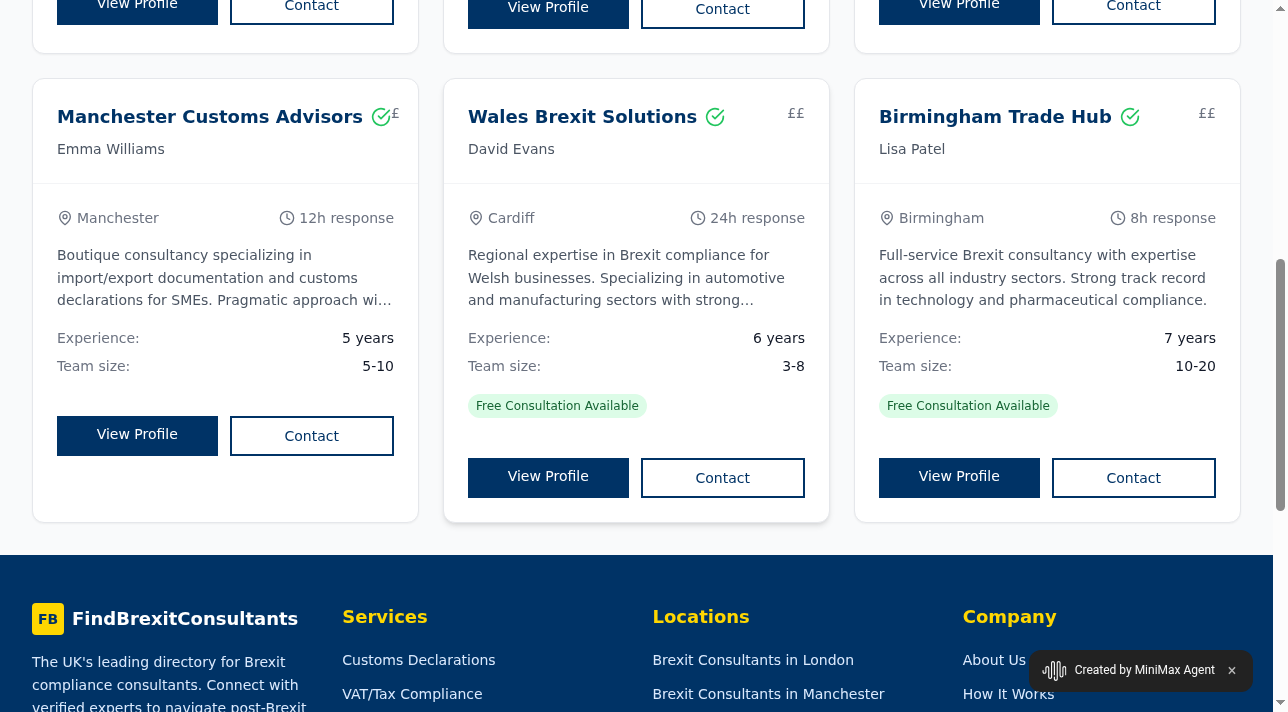 View Profile
Contact
View Profile
Contact
View Profile
Contact
Manchester Customs Advisors £
Emma Williams
Manchester 12h response
Boutique consultancy specializing in
import/export documentation and customs
declarations for SMEs. Pragmatic approach wi...
Experience: 5 years
Team size: 5-10
View Profile
Contact
Wales Brexit Solutions ££
David Evans
Cardiff 24h response
Regional expertise in Brexit compliance for
Welsh businesses. Specializing in automotive
and manufacturing sectors with strong...
Experience: 6 years
Team size: 3-8
Free Consultation Available
View Profile
Contact
Birmingham Trade Hub ££
Lisa Patel
Birmingham 8h response
Full-service Brexit consultancy with expertise
across all industry sectors. Strong track record
in technology and pharmaceutical compliance.
Experience: 7 years
Team size: 10-20
Free Consultation Available
View Profile
Contact
FB FindBrexitConsultants
The UK's leading directory for Brexit
compliance consultants. Connect with
verified experts to navigate post-Brexit
Services
Customs Declarations
VAT/Tax Compliance
Locations
Brexit Consultants in London
Brexit Consultants in Manchester
Company
About Us
How It Works
Created by MiniMax Agent ×